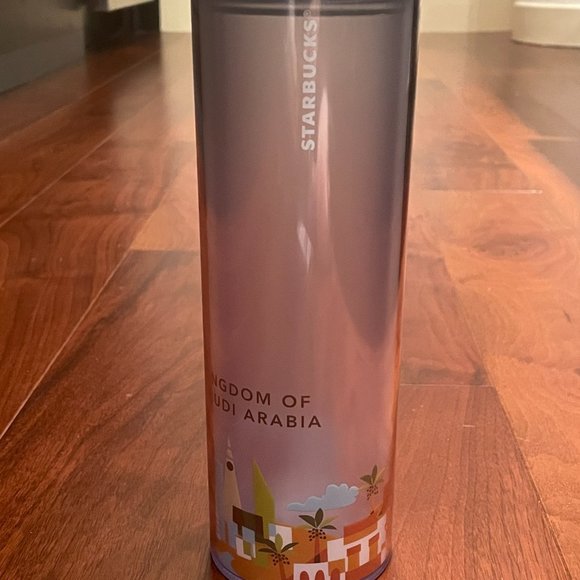 STARBUCKS®
NGDOM OF
UDI ARABIA